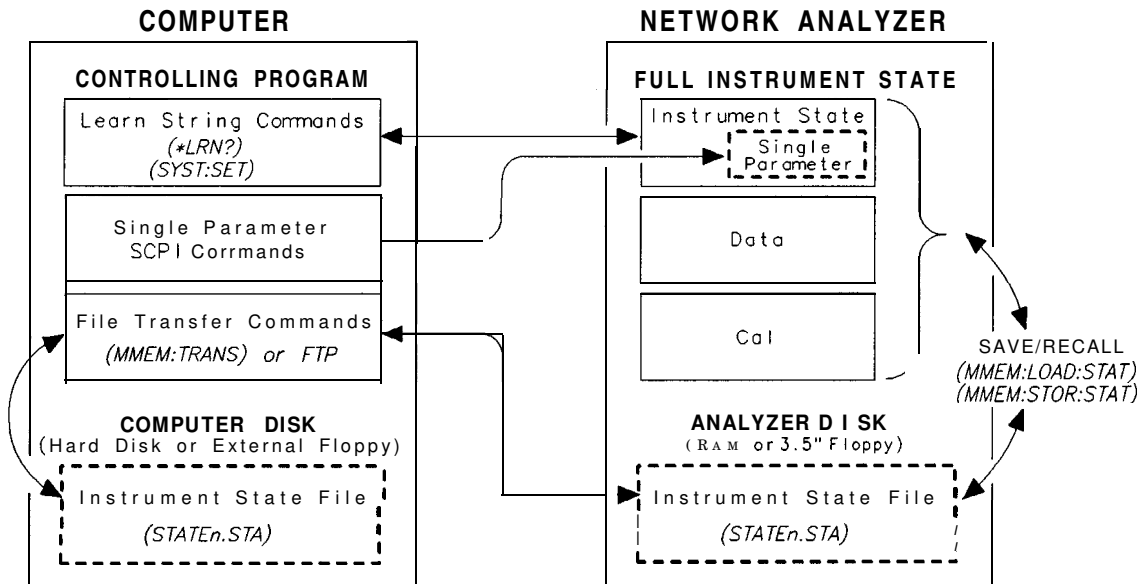 COMPUTER
CONTROLLING PROGRAM
Learn String Commands
(*LRN?)
(SYST:SET)
Single Parameter
SCPI Corrmands
File Transfer Commands
(MMEM:TRANS) or FTP
COMPUTER DISK
(Hard Disk or External Floppy)
Instrument State File
(STATEn.STA)
NETWORK ANALYZER
FULL INSTRUMENT STATE
Instrument State
Single
Parameter
Data
Cal
SAVE/RECALL
(MMEM:LOAD:STAT)
(MMEM:STOR:STAT)
ANALYZER DISK
(RAM or 3.5" Floppy)
Instrument State File
(STATEn.STA)